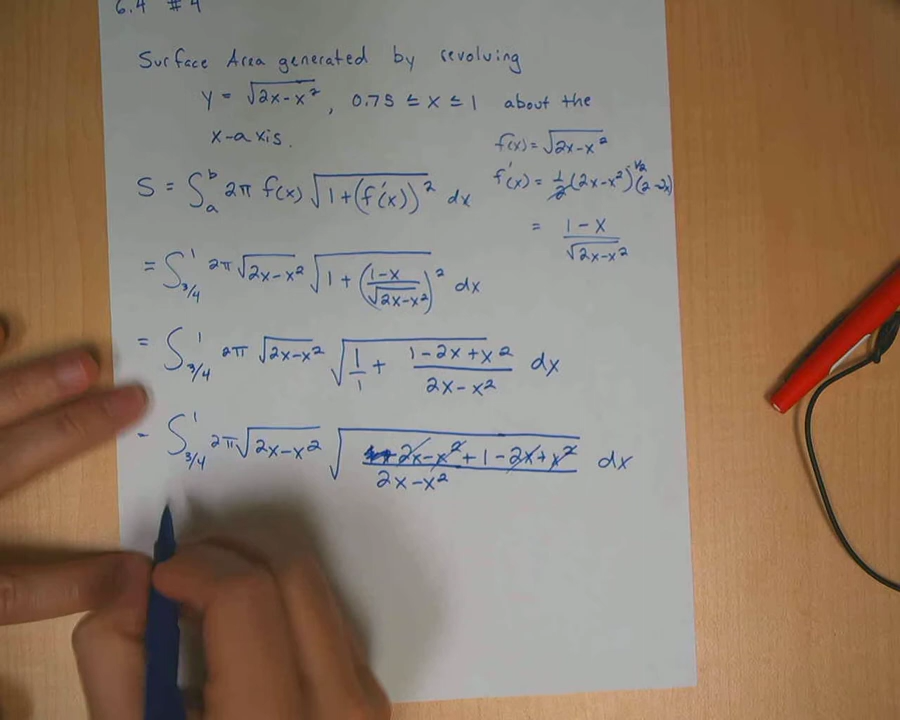 6.4 #4
Surface Area generated by revolving
y = √(2x-x²), 0.75 ≤ x ≤ 1 about the
x-axis.
f(x) = √(2x-x²)
S = ∫_a^b 2π f(x) √(1+(f'(x))²) dx
f'(x) = 1/2 (2x-x²)^(-1/2) (2-2x)
= (1-x)/√(2x-x²)
= ∫_(3/4)^1 2π √(2x-x²) √(1+((1-x)/√(2x-x²))²) dx
= ∫_(3/4)^1 2π √(2x-x²) √(1/1 + (1-2x+x²)/(2x-x²)) dx
= ∫_(3/4)^1 2π √(2x-x²) √((2x-x²+1-2x+x²)/(2x-x²)) dx